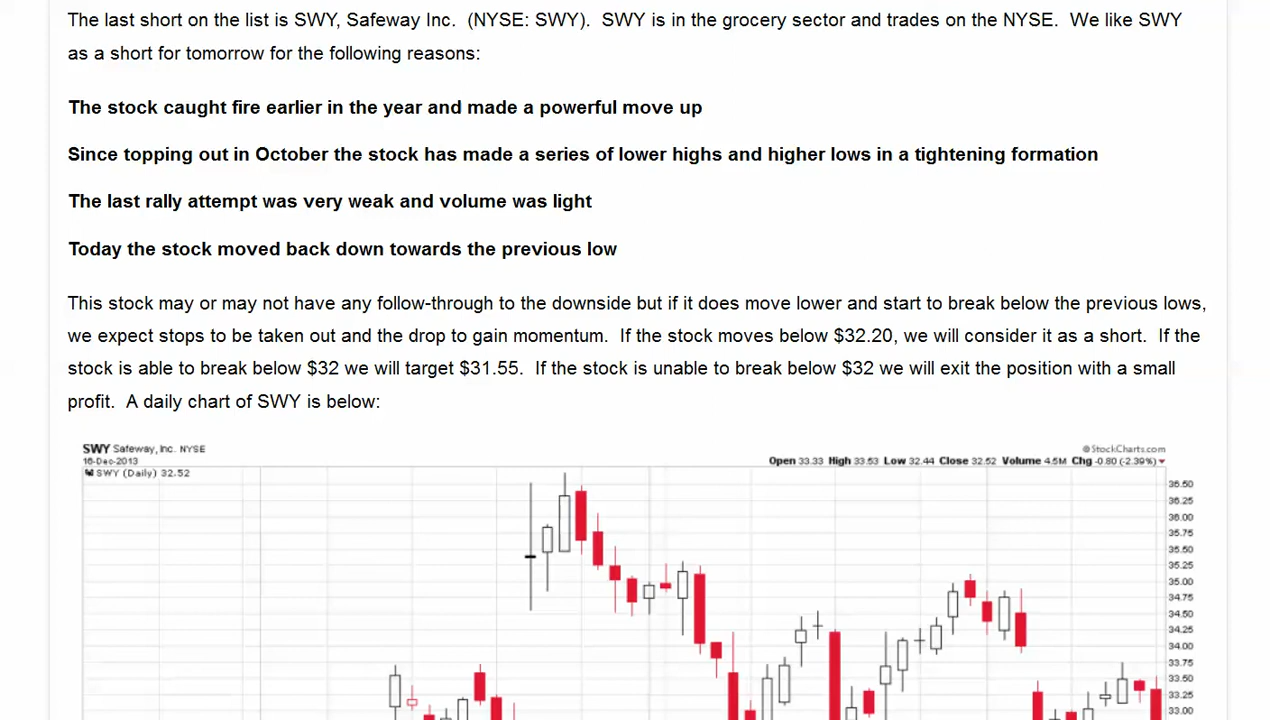 The last short on the list is SWY, Safeway Inc.  (NYSE: SWY).  SWY is in the grocery sector and trades on the NYSE.  We like SWY
as a short for tomorrow for the following reasons:
The stock caught fire earlier in the year and made a powerful move up
Since topping out in October the stock has made a series of lower highs and higher lows in a tightening formation
The last rally attempt was very weak and volume was light
Today the stock moved back down towards the previous low
This stock may or may not have any follow-through to the downside but if it does move lower and start to break below the previous lows,
we expect stops to be taken out and the drop to gain momentum.  If the stock moves below $32.20, we will consider it as a short.  If the
stock is able to break below $32 we will target $31.55.  If the stock is unable to break below $32 we will exit the position with a small
profit.  A daily chart of SWY is below:
SWY Safeway, Inc. NYSE
© StockCharts.com
16-Dec-2013
Open 33.33 High 33.53 Low 32.44 Close 32.52 Volume 4.5M Chg -0.80 (-2.39%)
SWY (Daily) 32.52
36.50
36.25
36.00
35.75
35.50
35.25
35.00
34.75
34.50
34.25
34.00
33.75
33.50
33.25
33.00